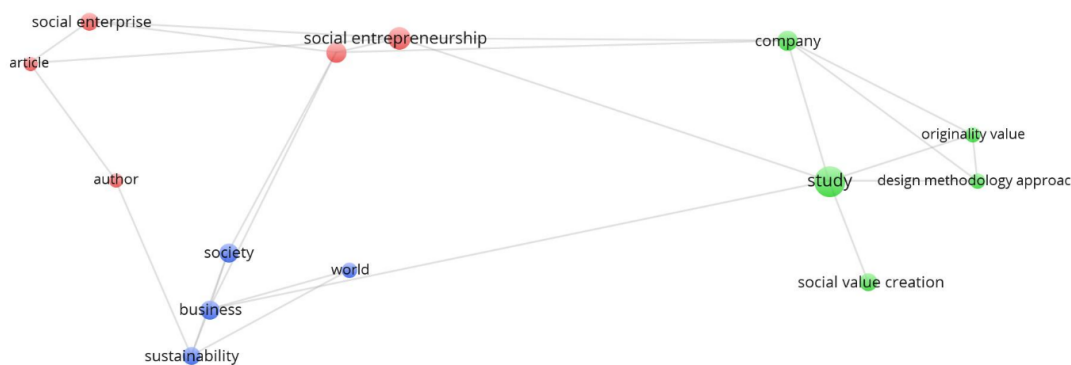 social enterprise
social entrepreneurship
company
article
originality value
author
study
design methodology approac
society
world
social value creation
business
sustainability